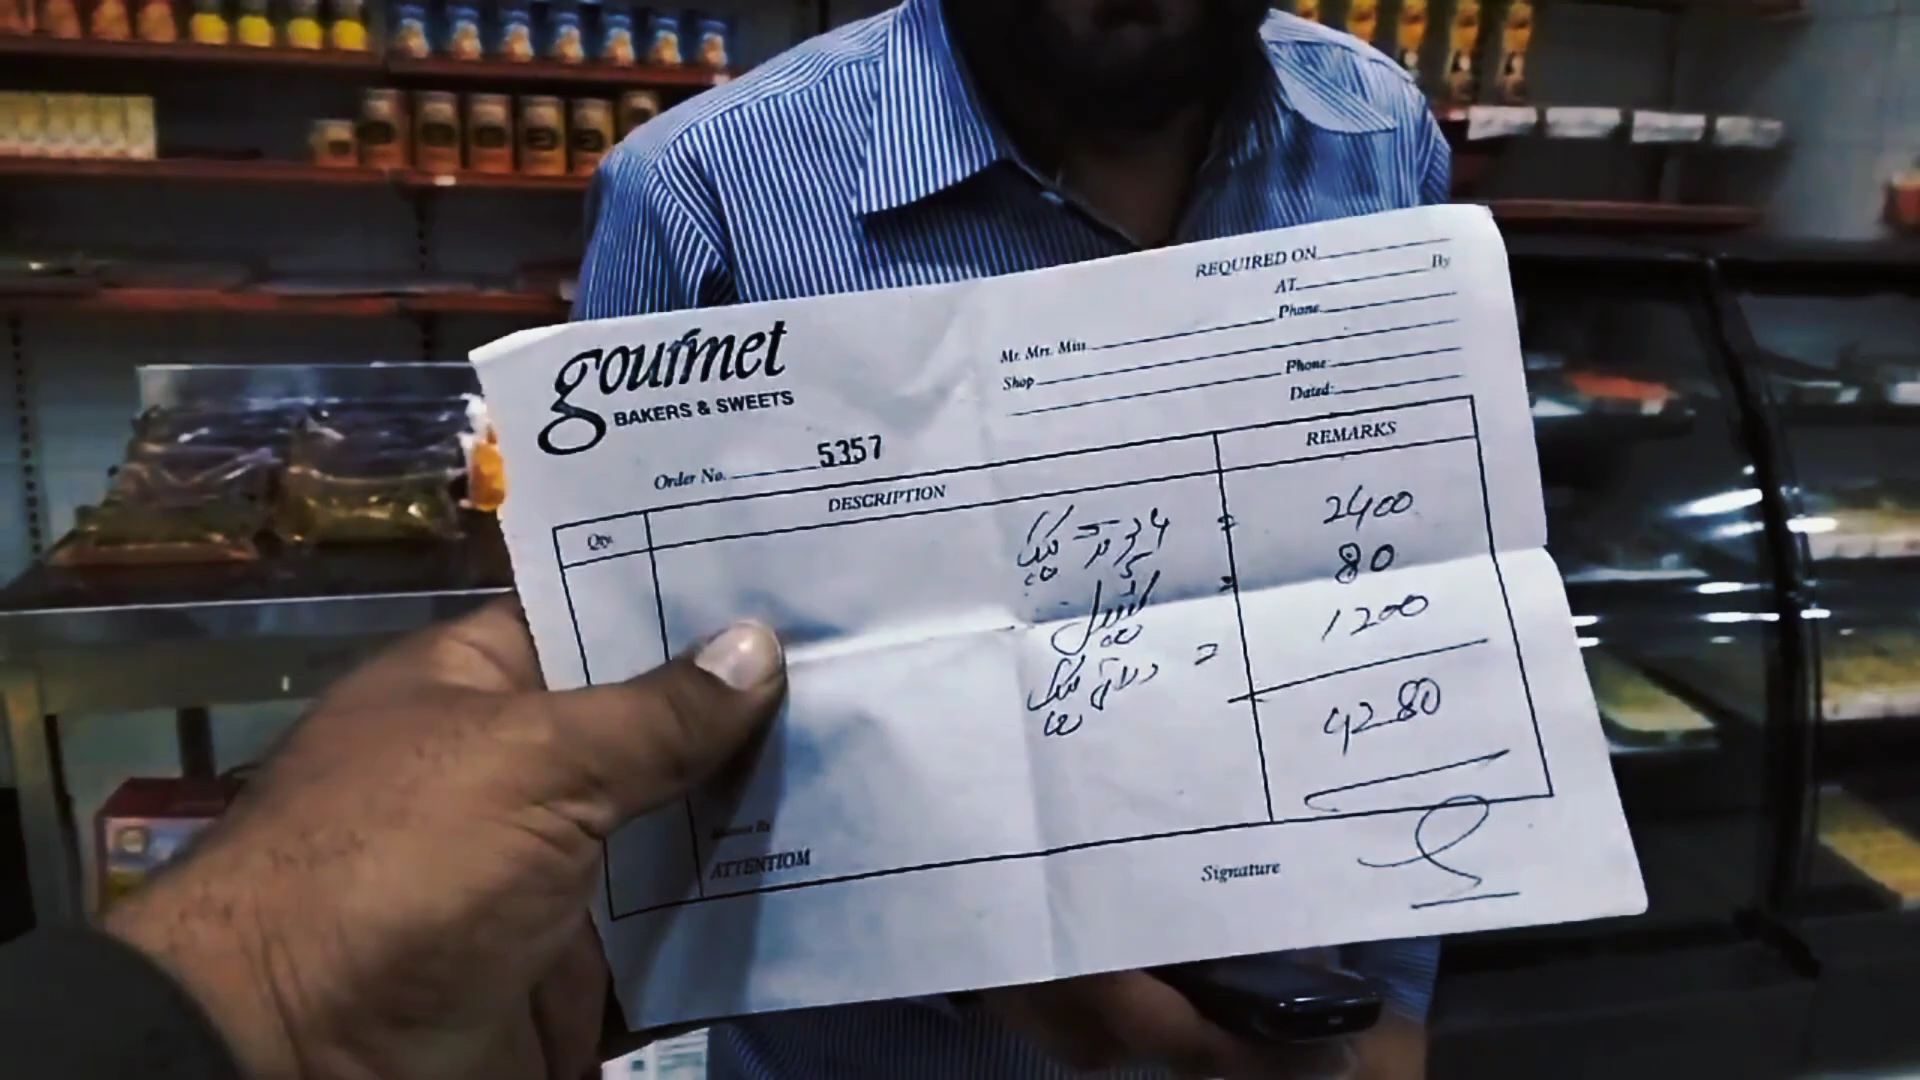 REQUIRED ON
AT By
Phone
gourmet
BAKERS & SWEETS
Mr. Mrs. Miss
Shop
Phone:
Dated:
Order No. 5357
Qty. DESCRIPTION REMARKS
= 2400
= 80
= 1200
4280
ATTENTIOM
Signature